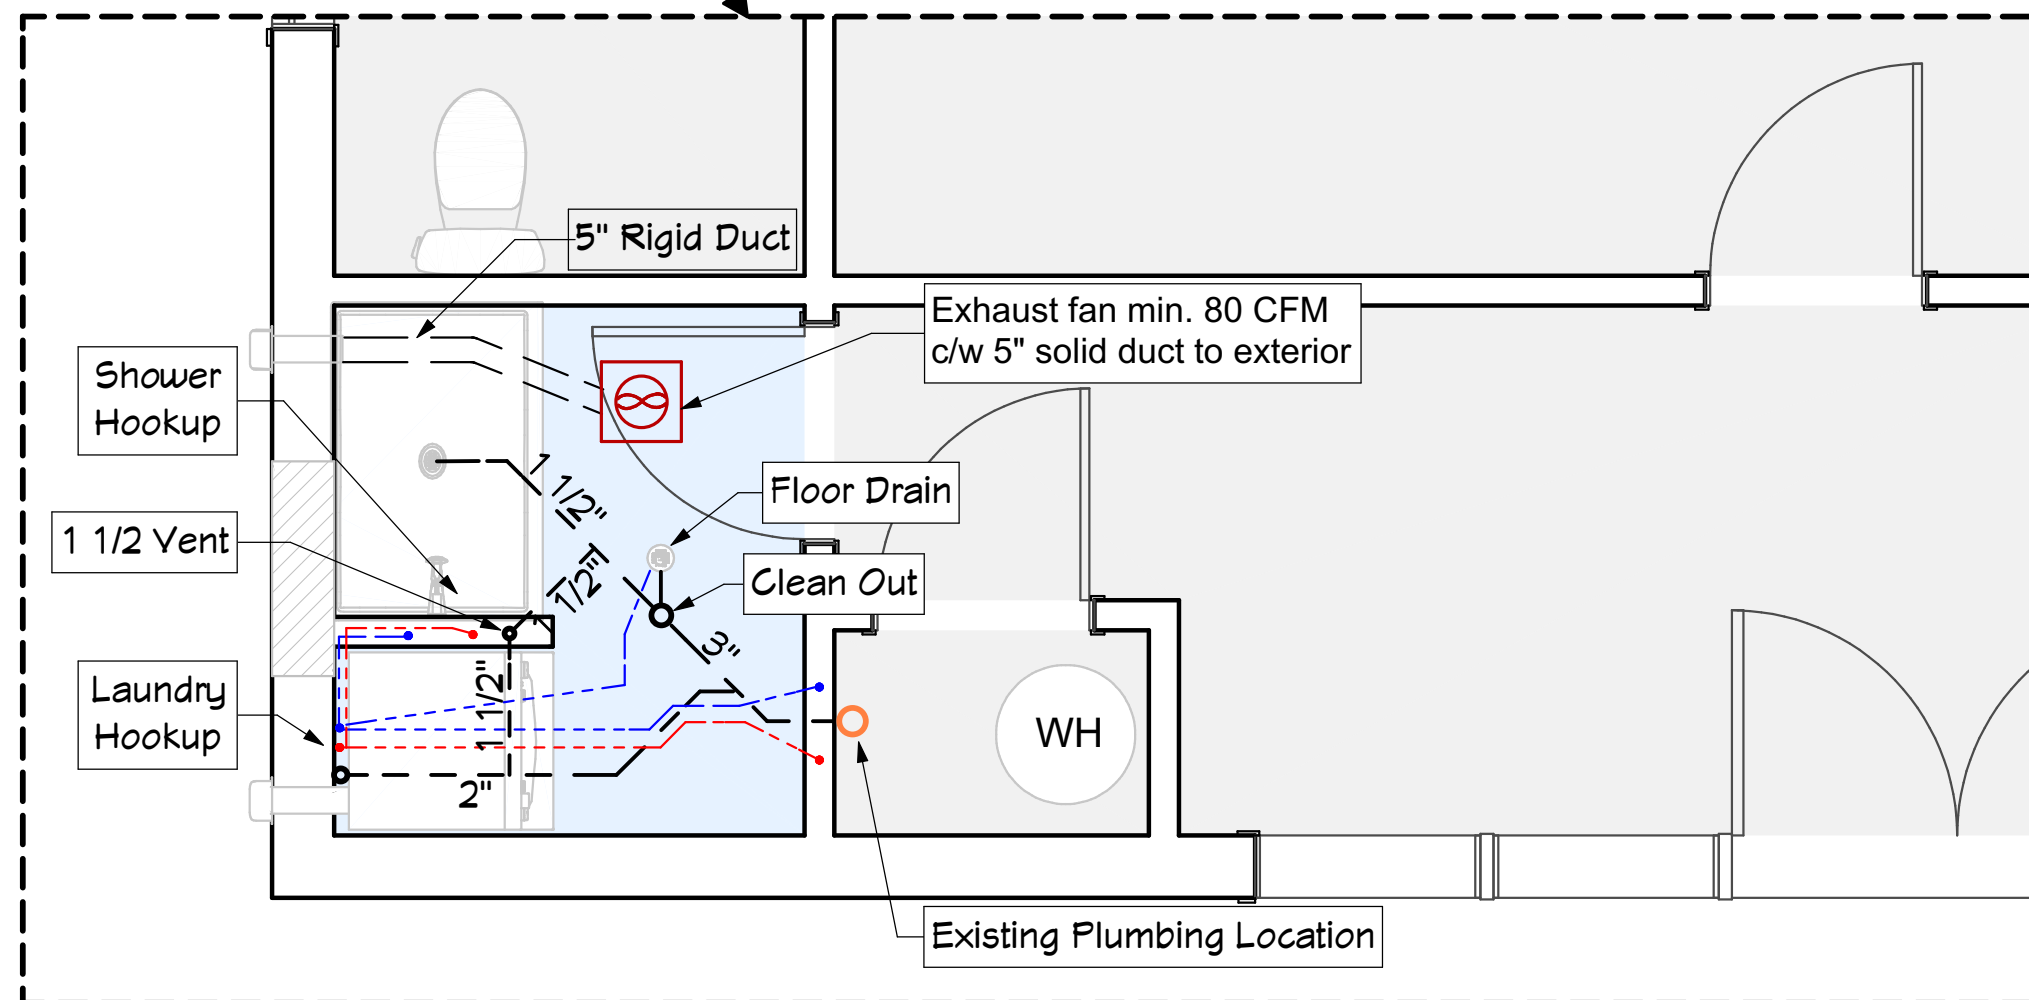 5" Rigid Duct
Exhaust fan min. 80 CFM
c/w 5" solid duct to exterior
Shower
Hookup
1 1/2"
Floor Drain
1 1/2 Vent
1 1/2"
Clean Out
3"
Laundry
Hookup
1 1/2"
WH
2"
Existing Plumbing Location